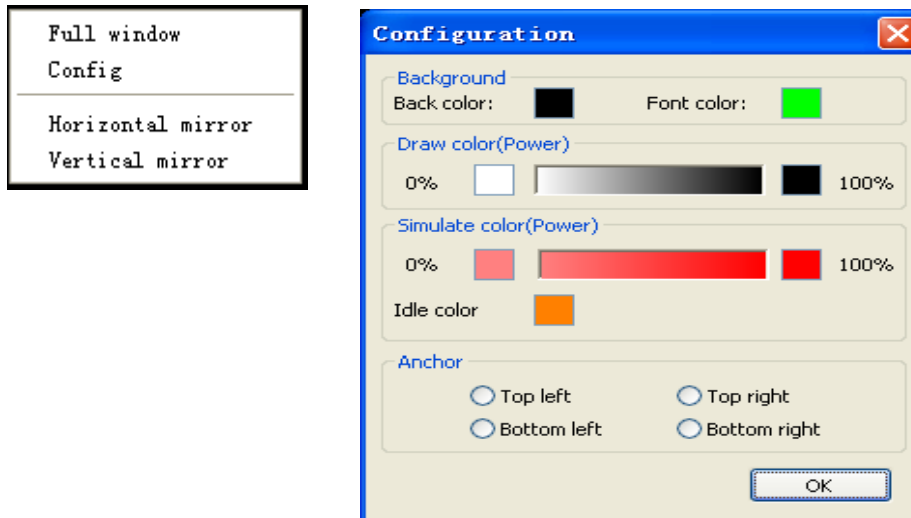 Full window
Config
Horizontal mirror
Vertical mirror
Configuration
Background
Back color: Font color:
Draw color(Power)
0% 100%
Simulate color(Power)
0% 100%
Idle color
Anchor
Top left Top right
Bottom left Bottom right
OK